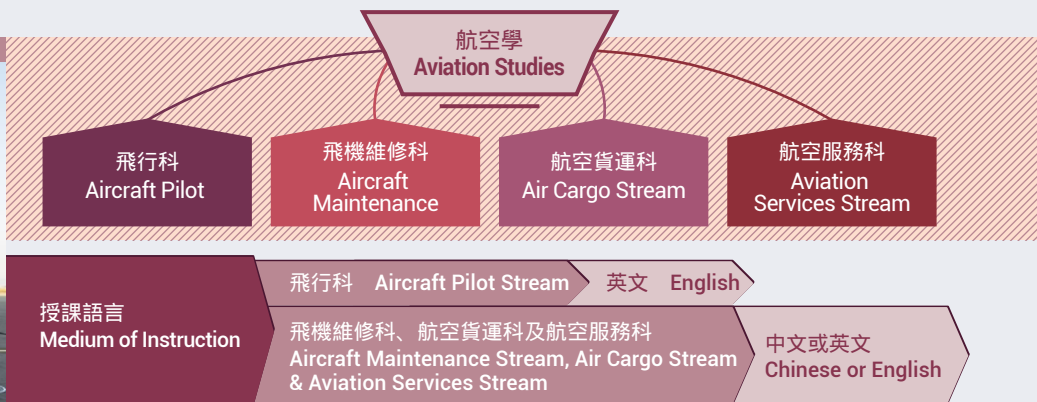 航空學
Aviation Studies
飛行科
Aircraft Pilot
飛機維修科
Aircraft
Maintenance
航空貨運科
Air Cargo Stream
航空服務科
Aviation
Services Stream
授課語言
Medium of Instruction
飛行科 Aircraft Pilot Stream
英文 English
飛機維修科、航空貨運科及航空服務科
Aircraft Maintenance Stream, Air Cargo Stream
& Aviation Services Stream
中文或英文
Chinese or English